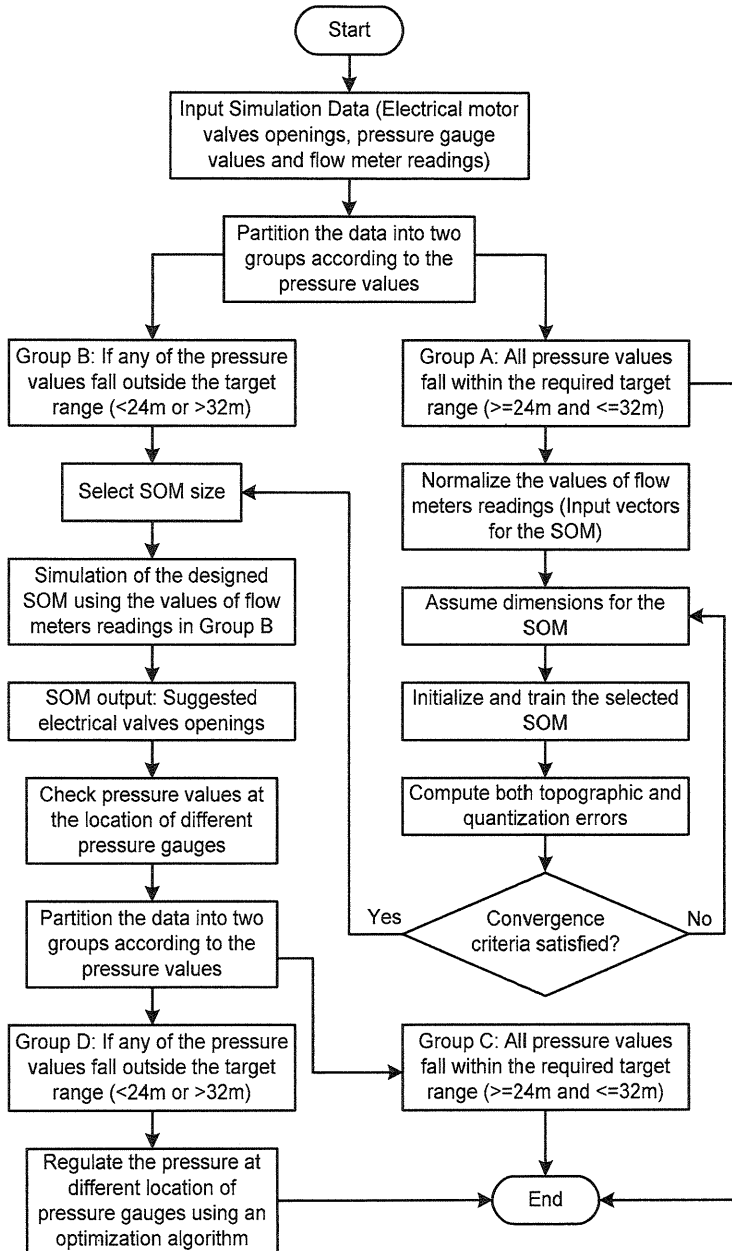 Start
Input Simulation Data (Electrical motor
valves openings, pressure gauge
values and flow meter readings)
Partition the data into two
groups according to the
pressure values
Group B: If any of the pressure
values fall outside the target
range (<24m or >32m)
Group A: All pressure values
fall within the required target
range (>=24m and <=32m)
Select SOM size
Normalize the values of flow
meters readings (Input vectors
for the SOM)
Simulation of the designed
SOM using the values of flow
meters readings in Group B
Assume dimensions for the
SOM
SOM output: Suggested
electrical valves openings
Initialize and train the selected
SOM
Check pressure values at
the location of different
pressure gauges
Compute both topographic and
quantization errors
Partition the data into two
groups according to the
pressure values
Yes
Convergence
criteria satisfied?
No
Group D: If any of the pressure
values fall outside the target
range (<24m or >32m)
Group C: All pressure values
fall within the required target
range (>=24m and <=32m)
Regulate the pressure at
different location of
pressure gauges using an
optimization algorithm
End